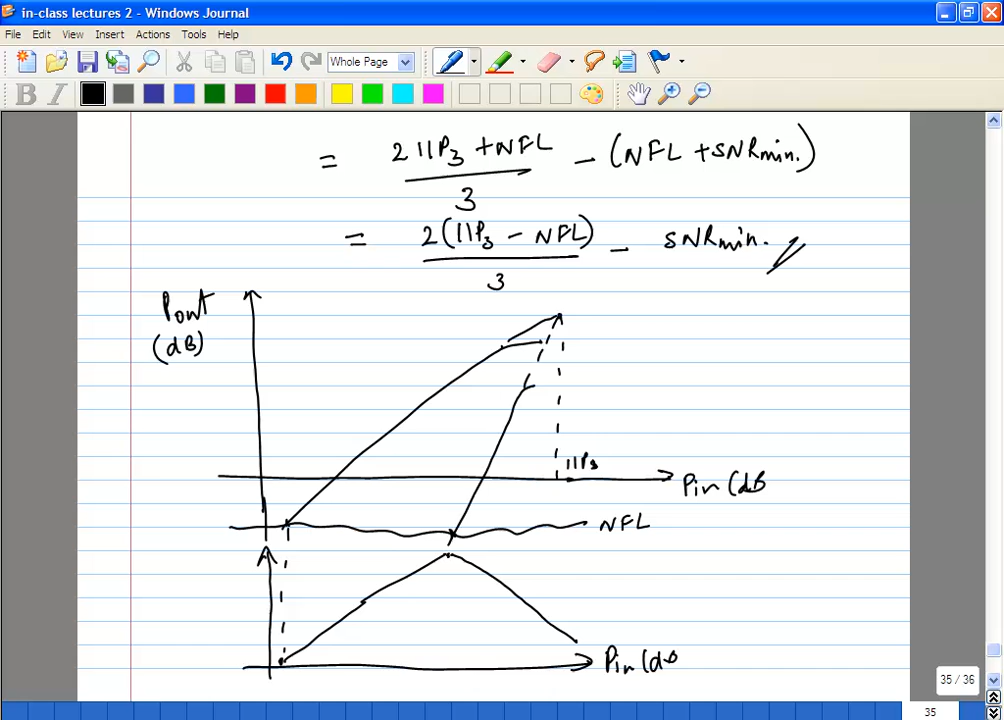 in-class lectures 2 - Windows Journal
File Edit View Insert Actions Tools Help
Whole Page
B I
= 2 IIP3 + NFL / 3 - (NFL + SNRmin.)
= 2(IIP3 - NFL) / 3 - SNRmin.
Pout
(dB)
IIP3
Pin (dB
NFL
Pin (dB
35 / 36
35